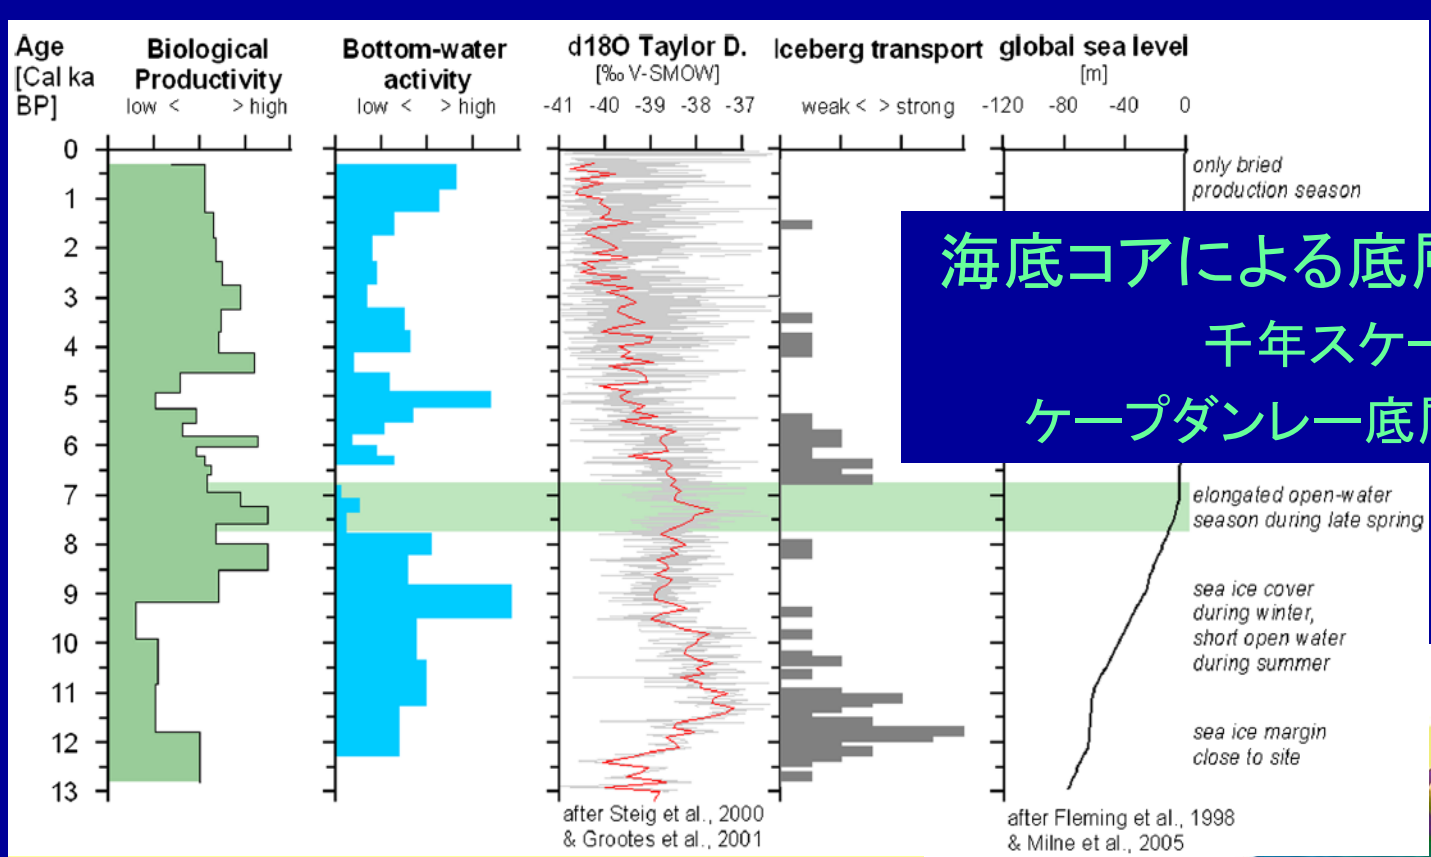 Age
[Cal ka
BP]
Biological
Productivity
low < > high
Bottom-water
activity
low < > high
d18O Taylor D.
[‰ V-SMOW]
-41 -40 -39 -38 -37
Iceberg transport
weak < > strong
global sea level
[m]
-120 -80 -40 0
0
1
2
3
4
5
6
7
8
9
10
11
12
13
only bried
production season
海底コアによる底
千年スケー
ケープダンレー底
elongated open-water
season during late spring
sea ice cover
during winter,
short open water
during summer
sea ice margin
close to site
after Steig et al., 2000
& Grootes et al., 2001
after Fleming et al., 1998
& Milne et al., 2005